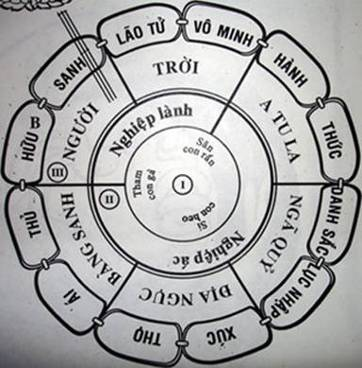 VÔ MINH
HÀNH
THỨC
DANH SẮC
LỤC NHẬP
XÚC
THỌ
ÁI
THỦ
HỮU B
SANH
LÃO TỬ
TRỜI
A TU LA
NGÃ QUỶ
ĐỊA NGỤC
BÀNG SANH
NGƯỜI
III
Nghiệp lành
Nghiệp ác
II
Sân
con rắn
Si
con heo
Tham
con gà
I